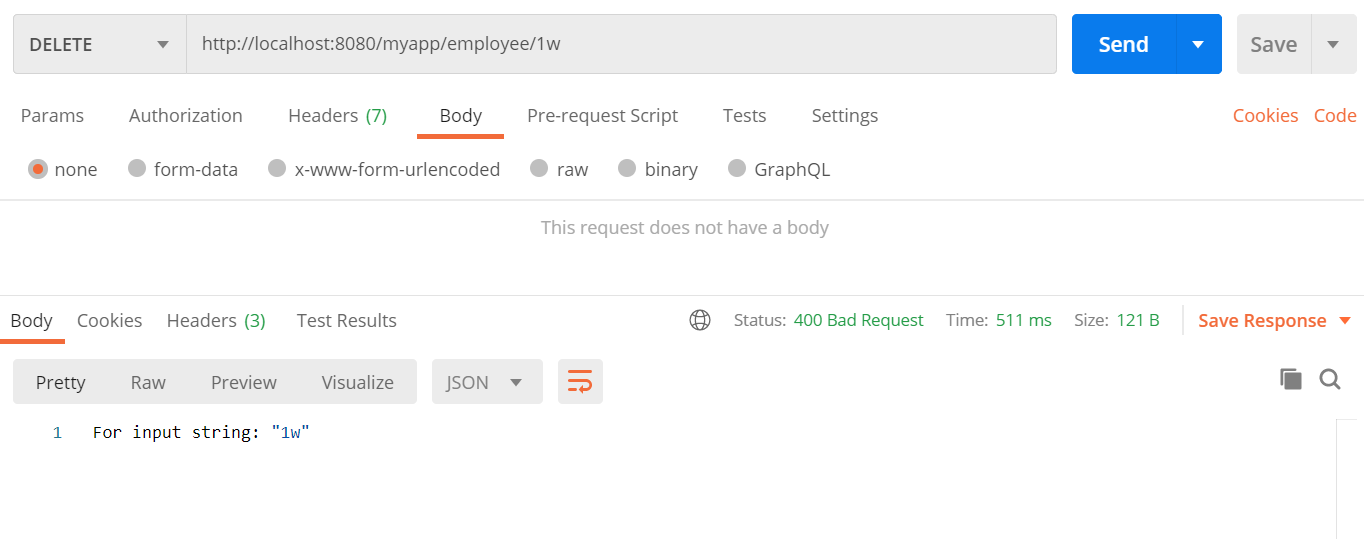 DELETE http://localhost:8080/myapp/employee/1w Send Save
Params Authorization Headers (7) Body Pre-request Script Tests Settings Cookies Code
none form-data x-www-form-urlencoded raw binary GraphQL
This request does not have a body
Body Cookies Headers (3) Test Results Status: 400 Bad Request Time: 511 ms Size: 121 B Save Response
Pretty Raw Preview Visualize JSON
1 For input string: "1w"